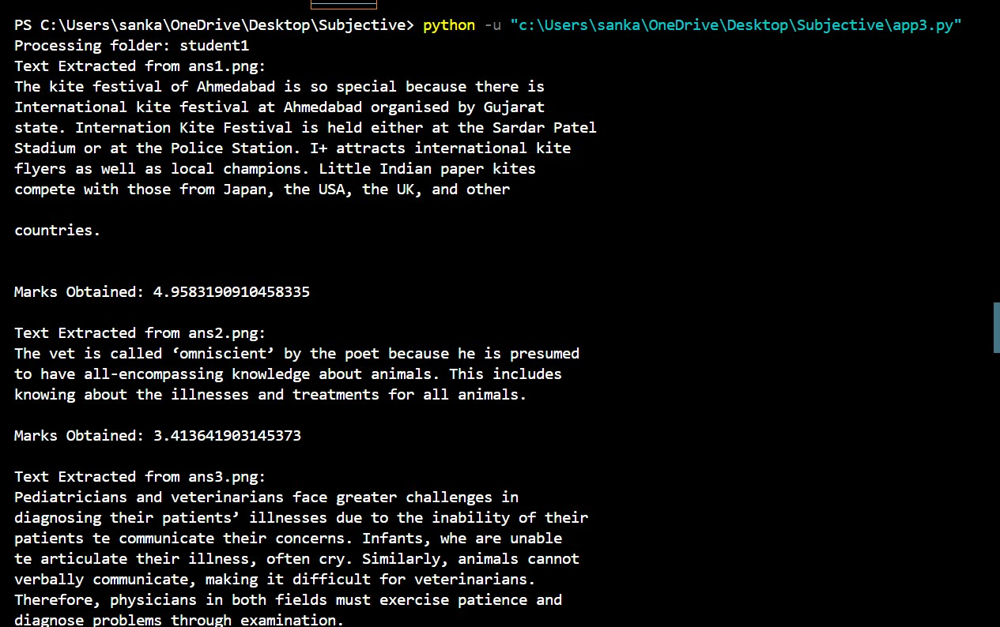 PS C:\Users\sanka\OneDrive\Desktop\Subjective> python -u "c:\Users\sanka\OneDrive\Desktop\Subjective\app3.py"
Processing folder: student1
Text Extracted from ans1.png:
The kite festival of Ahmedabad is so special because there is
International kite festival at Ahmedabad organised by Gujarat
state. Internation Kite Festival is held either at the Sardar Patel
Stadium or at the Police Station. I+ attracts international kite
flyers as well as local champions. Little Indian paper kites
compete with those from Japan, the USA, the UK, and other
countries.
Marks Obtained: 4.9583190910458335
Text Extracted from ans2.png:
The vet is called ‘omniscient’ by the poet because he is presumed
to have all-encompassing knowledge about animals. This includes
knowing about the illnesses and treatments for all animals.
Marks Obtained: 3.413641903145373
Text Extracted from ans3.png:
Pediatricians and veterinarians face greater challenges in
diagnosing their patients’ illnesses due to the inability of their
patients te communicate their concerns. Infants, whe are unable
te articulate their illness, often cry. Similarly, animals cannot
verbally communicate, making it difficult for veterinarians.
Therefore, physicians in both fields must exercise patience and
diagnose problems through examination.